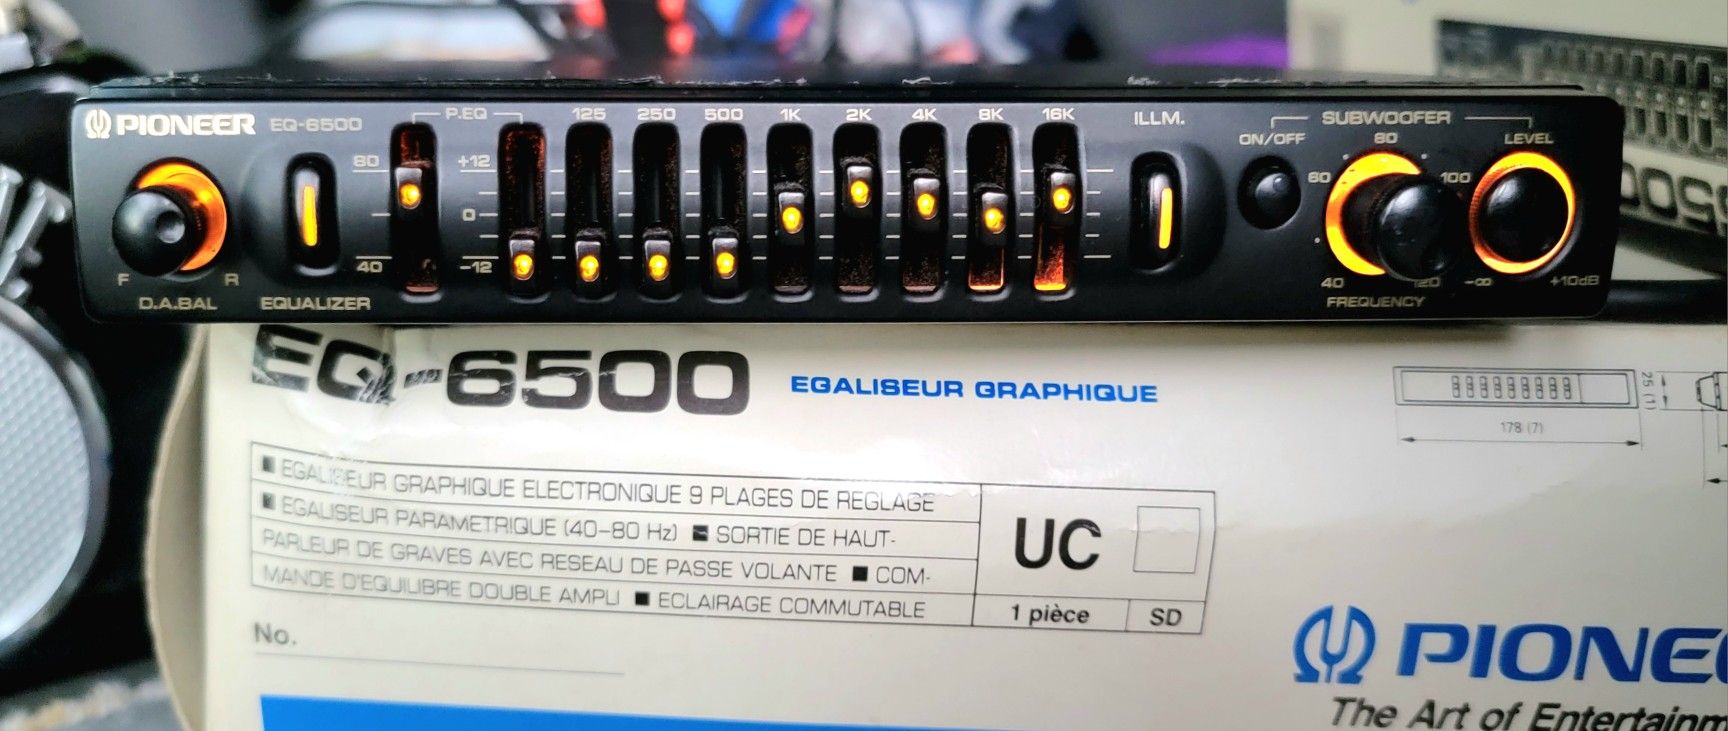 PIONEER EQ-6500
P.EQ 125 250 500 1K 2K 4K 8K 16K ILLM. SUBWOOFER
ON/OFF 80 LEVEL
80 +12 60 100
0
40 -12
F R 40 120 -∞ +10dB
D.A.BAL EQUALIZER FREQUENCY
EQ-6500 EGALISEUR GRAPHIQUE
25 (1)
178 (7)
■ EGALISEUR GRAPHIQUE ELECTRONIQUE 9 PLAGES DE REGLAGE
■ EGALISEUR PARAMETRIQUE (40-80 Hz) ■ SORTIE DE HAUT-
PARLEUR DE GRAVES AVEC RESEAU DE PASSE VOLANTE ■ COM-
MANDE D'EQUILIBRE DOUBLE AMPLI ■ ECLAIRAGE COMMUTABLE
UC
1 pièce SD
No.
PIONEE
The Art of Entertainm